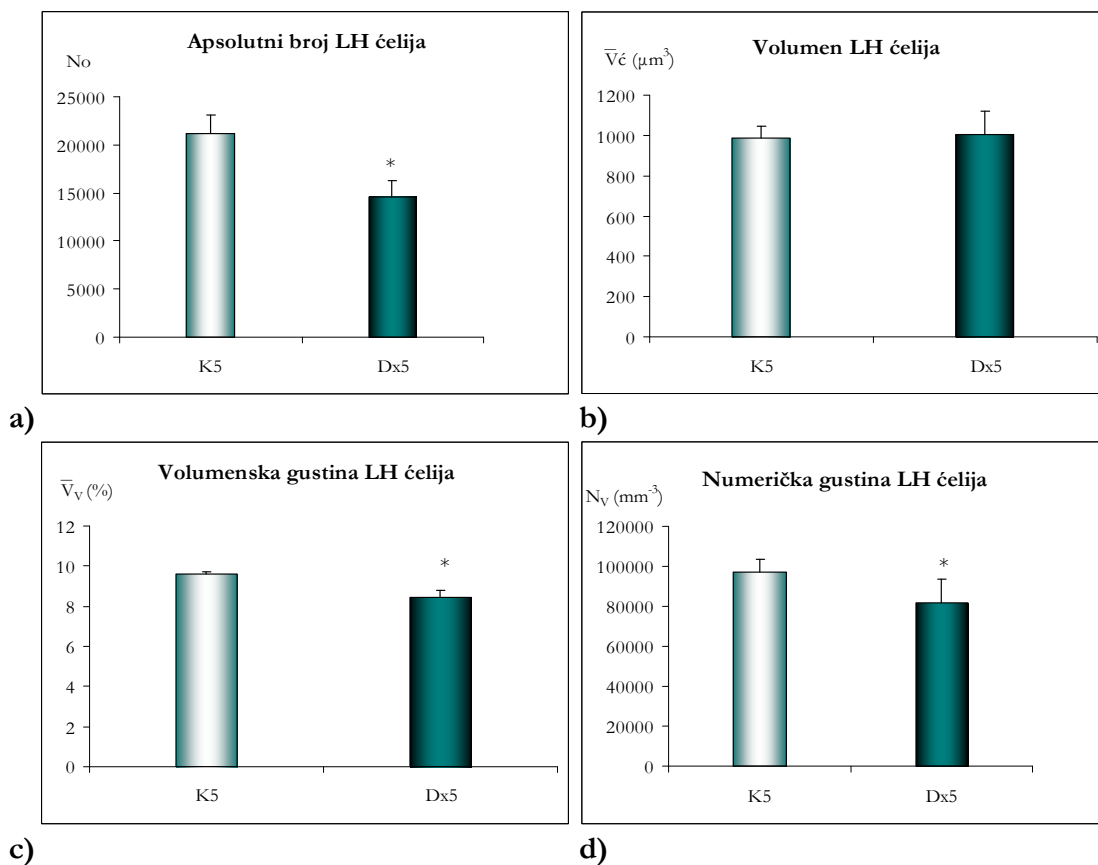 Apsolutni broj LH ćelija
No
25000
20000
15000
10000
5000
0
*
K5 Dx5
a)
Volumen LH ćelija
V̅ć (µm³)
1200
1000
800
600
400
200
0
K5 Dx5
b)
Volumenska gustina LH ćelija
V̅V (%)
12
10
8
6
4
2
0
*
K5 Dx5
c)
Numerička gustina LH ćelija
NV (mm⁻³)
120000
100000
80000
60000
40000
20000
0
*
K5 Dx5
d)